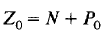 Z₀ = N + P₀